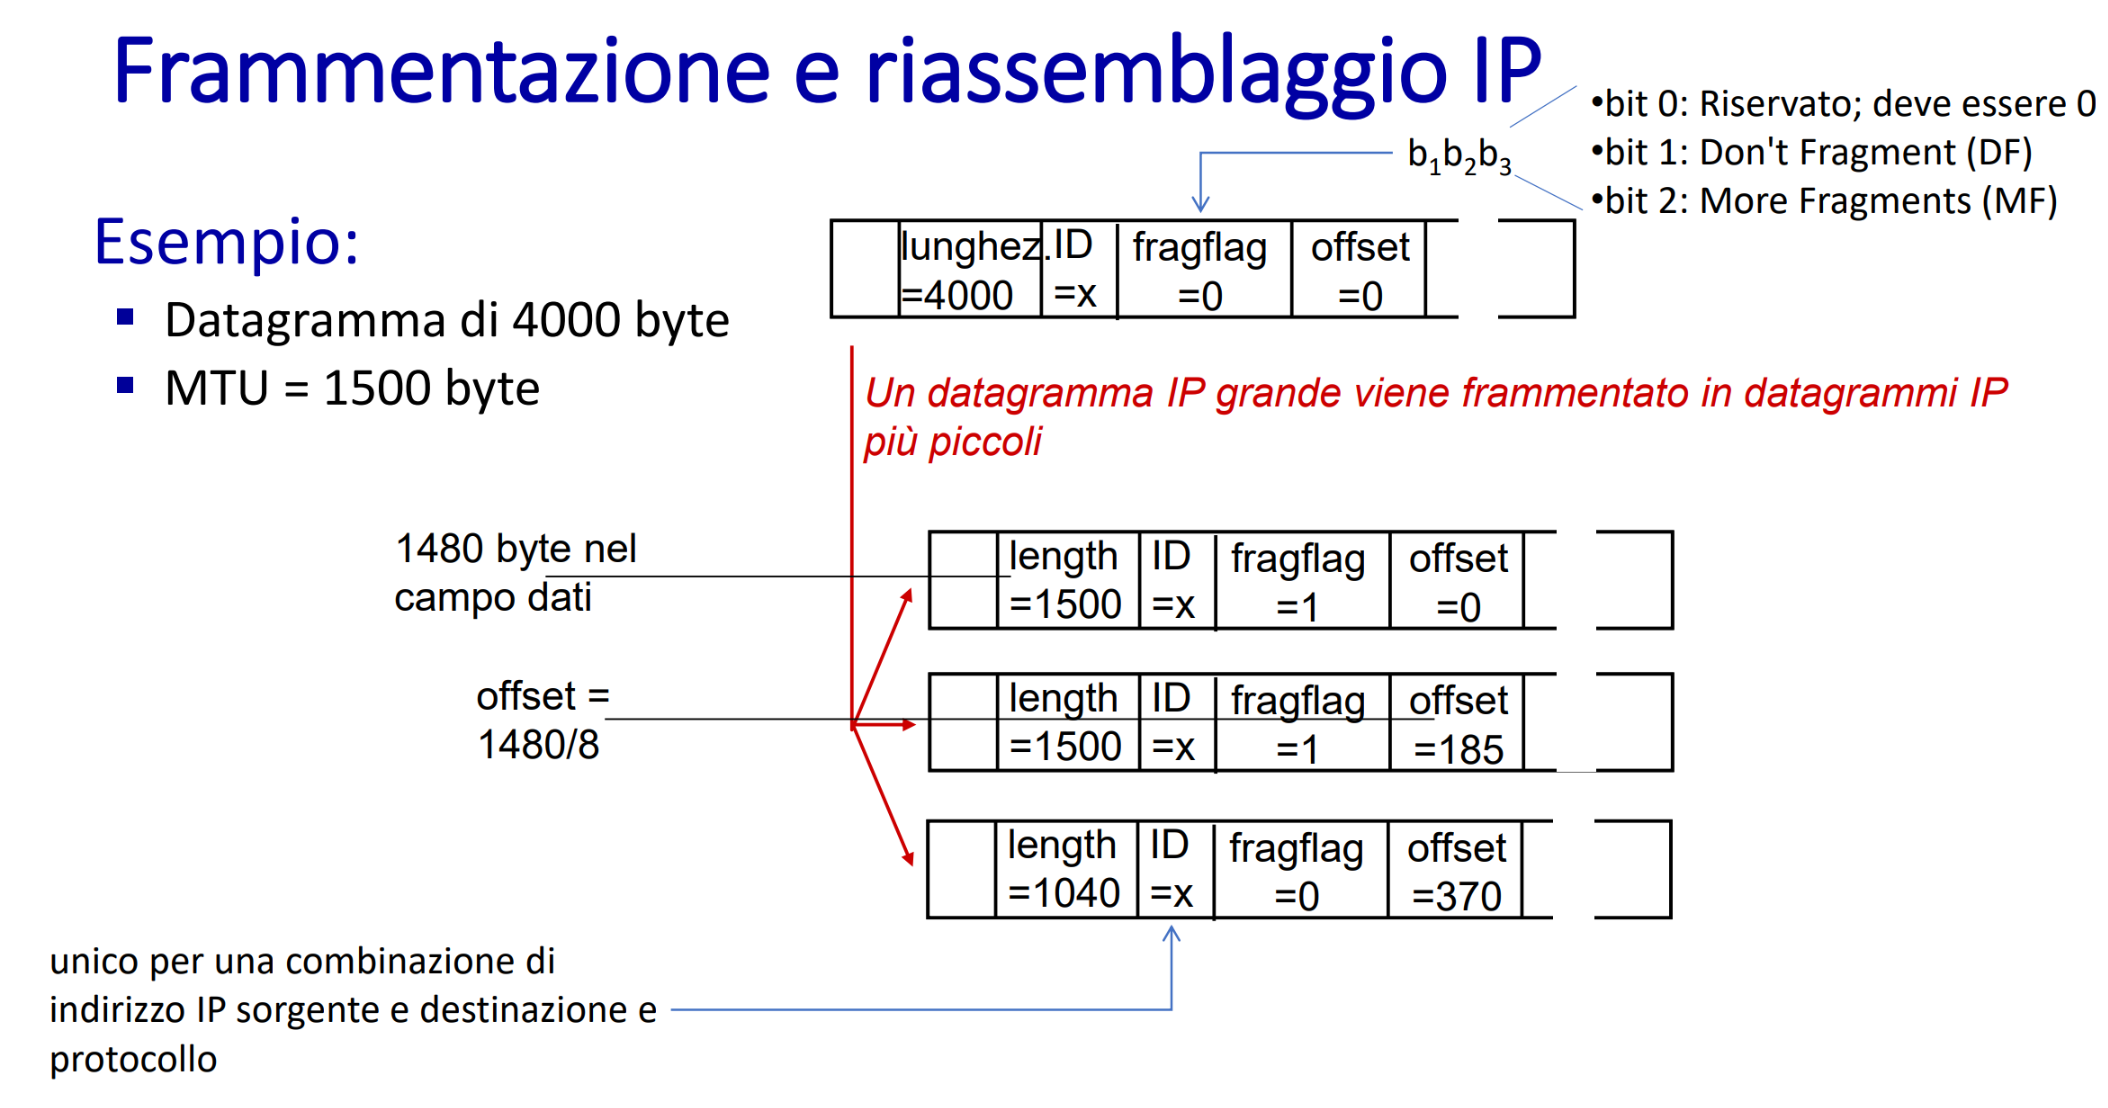 Frammentazione e riassemblaggio IP
•bit 0: Riservato; deve essere 0
•bit 1: Don't Fragment (DF)
•bit 2: More Fragments (MF)
b1b2b3
Esempio:
▪ Datagramma di 4000 byte
▪ MTU = 1500 byte
lunghez. ID fragflag offset
=4000 =x =0 =0
Un datagramma IP grande viene frammentato in datagrammi IP
più piccoli
1480 byte nel
campo dati
length ID fragflag offset
=1500 =x =1 =0
offset =
1480/8
length ID fragflag offset
=1500 =x =1 =185
length ID fragflag offset
=1040 =x =0 =370
unico per una combinazione di
indirizzo IP sorgente e destinazione e
protocollo